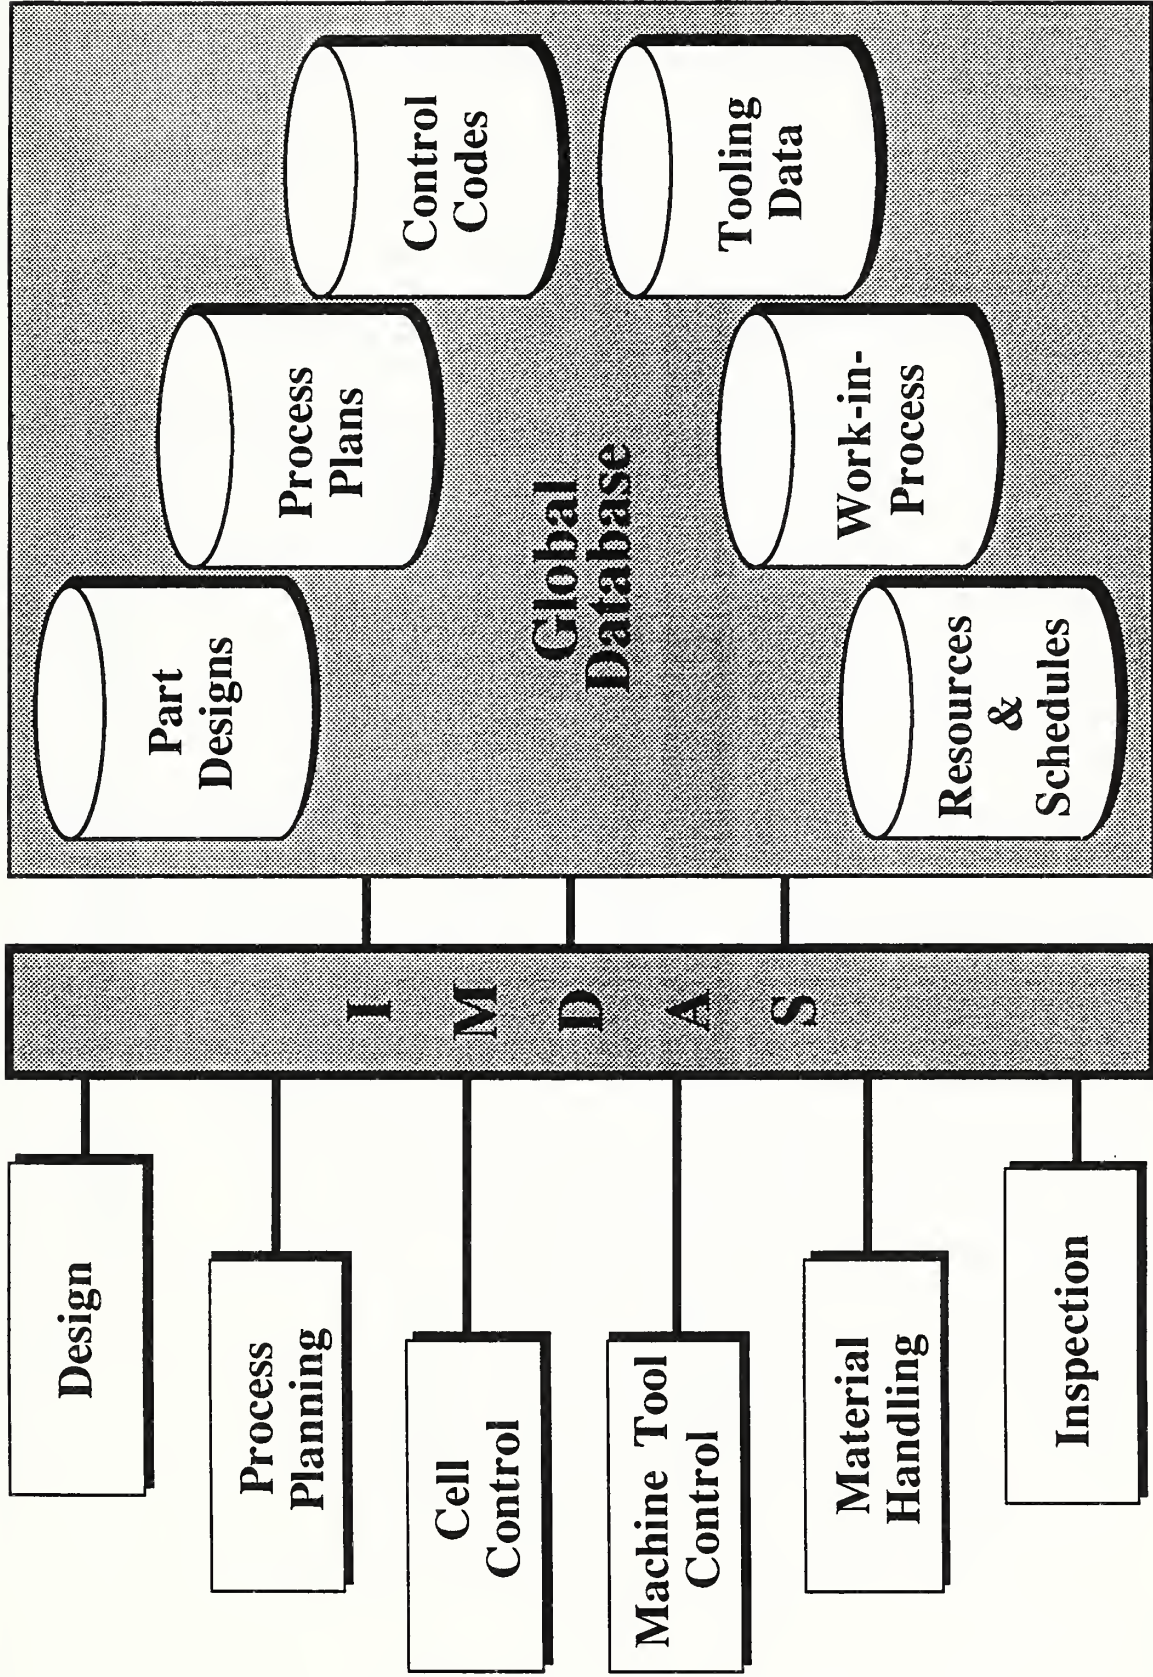 Design
Process
Planning
Cell
Control
Machine Tool
Control
Material
Handling
Inspection
I
M
D
A
S
Part
Designs
Process
Plans
Control
Codes
Global
Database
Tooling
Data
Work-in-
Process
Resources
&
Schedules